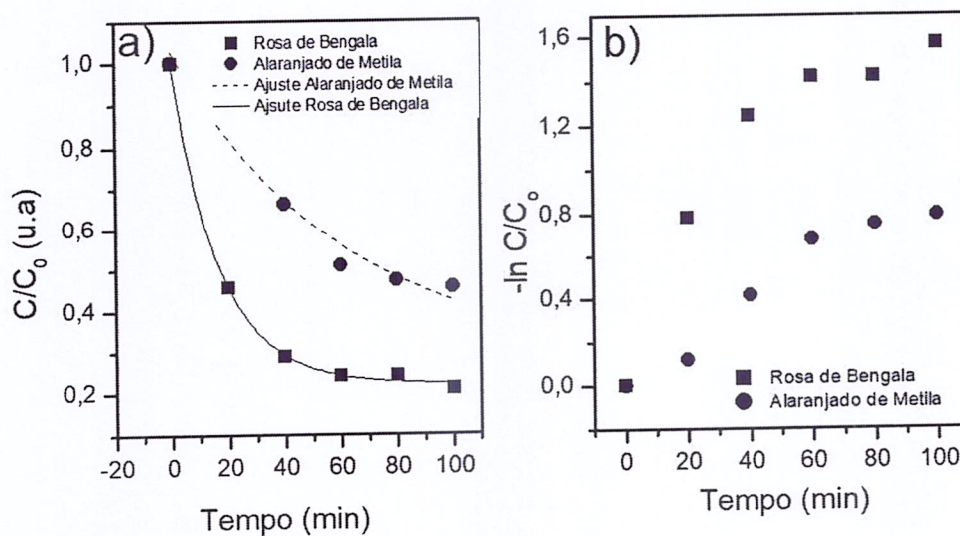 a)
Rosa de Bengala
Alaranjado de Metila
Ajuste Alaranjado de Metila
Ajsute Rosa de Bengala
1,0
0,8
0,6
0,4
0,2
C/C₀ (u.a)
-20 0 20 40 60 80 100
Tempo (min)
b)
1,6
1,2
0,8
0,4
0,0
-ln C/C₀
Rosa de Bengala
Alaranjado de Metila
0 20 40 60 80 100
Tempo (min)